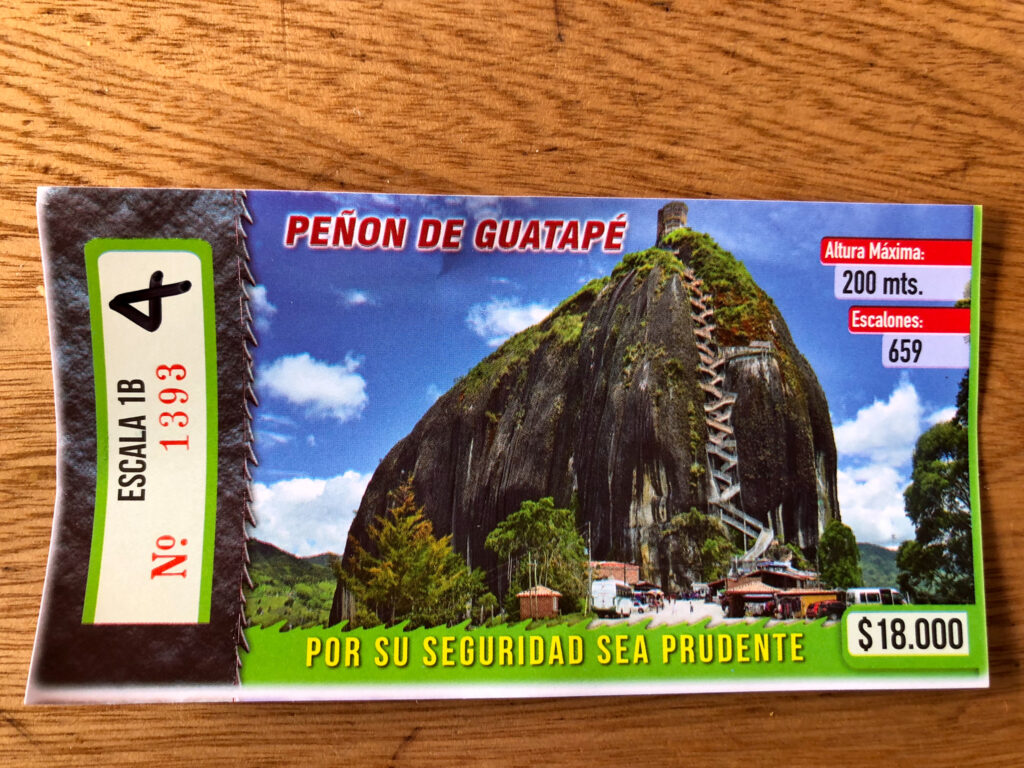 PEÑON DE GUATAPÉ
Altura Máxima:
200 mts.
Escalones:
659
ESCALA 1B
4
Nº. 1393
POR SU SEGURIDAD SEA PRUDENTE
$18.000